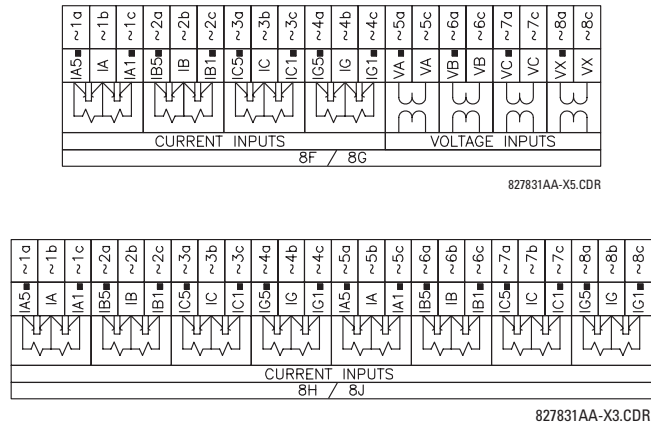 ~1a ~1b ~1c ~2a ~2b ~2c ~3a ~3b ~3c ~4a ~4b ~4c ~5a ~5c ~6a ~6c ~7a ~7c ~8a ~8c
IA5 IA IA1 IB5 IB IB1 IC5 IC IC1 IG5 IG IG1 VA VA VB VB VC VC VX VX
CURRENT INPUTS VOLTAGE INPUTS
8F / 8G
827831AA-X5.CDR
~1a ~1b ~1c ~2a ~2b ~2c ~3a ~3b ~3c ~4a ~4b ~4c ~5a ~5b ~5c ~6a ~6b ~6c ~7a ~7b ~7c ~8a ~8b ~8c
IA5 IA IA1 IB5 IB IB1 IC5 IC IC1 IG5 IG IG1 IA5 IA IA1 IB5 IB IB1 IC5 IC IC1 IG5 IG IG1
CURRENT INPUTS
8H / 8J
827831AA-X3.CDR